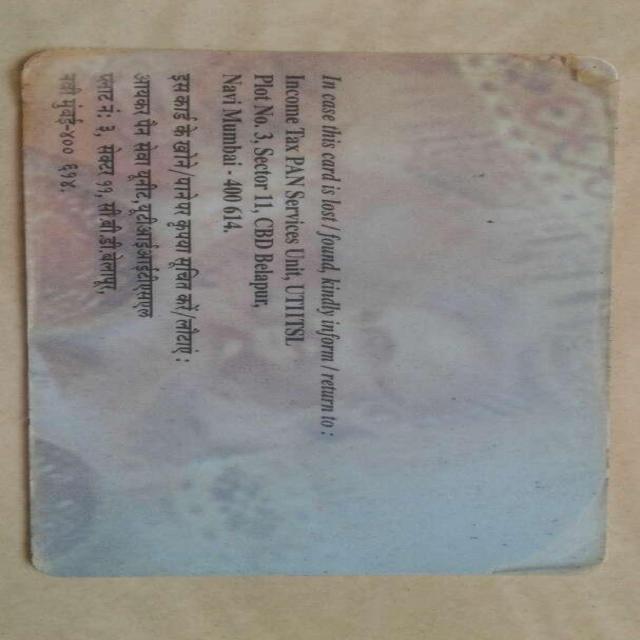 In case this card is lost / found, kindly inform / return to :
Income Tax PAN Services Unit, UTIITSL
Plot No. 3, Sector 11, CBD Belapur,
Navi Mumbai - 400 614.
इस कार्ड के खोने/पाने पर कृपया सूचित करें/लौटाएं :
आयकर पैन सेवा यूनीट, यूटीआईआईटीएसएल
प्लाट नं: ३, सेक्टर ११, सी.बी.डी.बेलापूर,
नवी मुंबई-४०० ६१४.